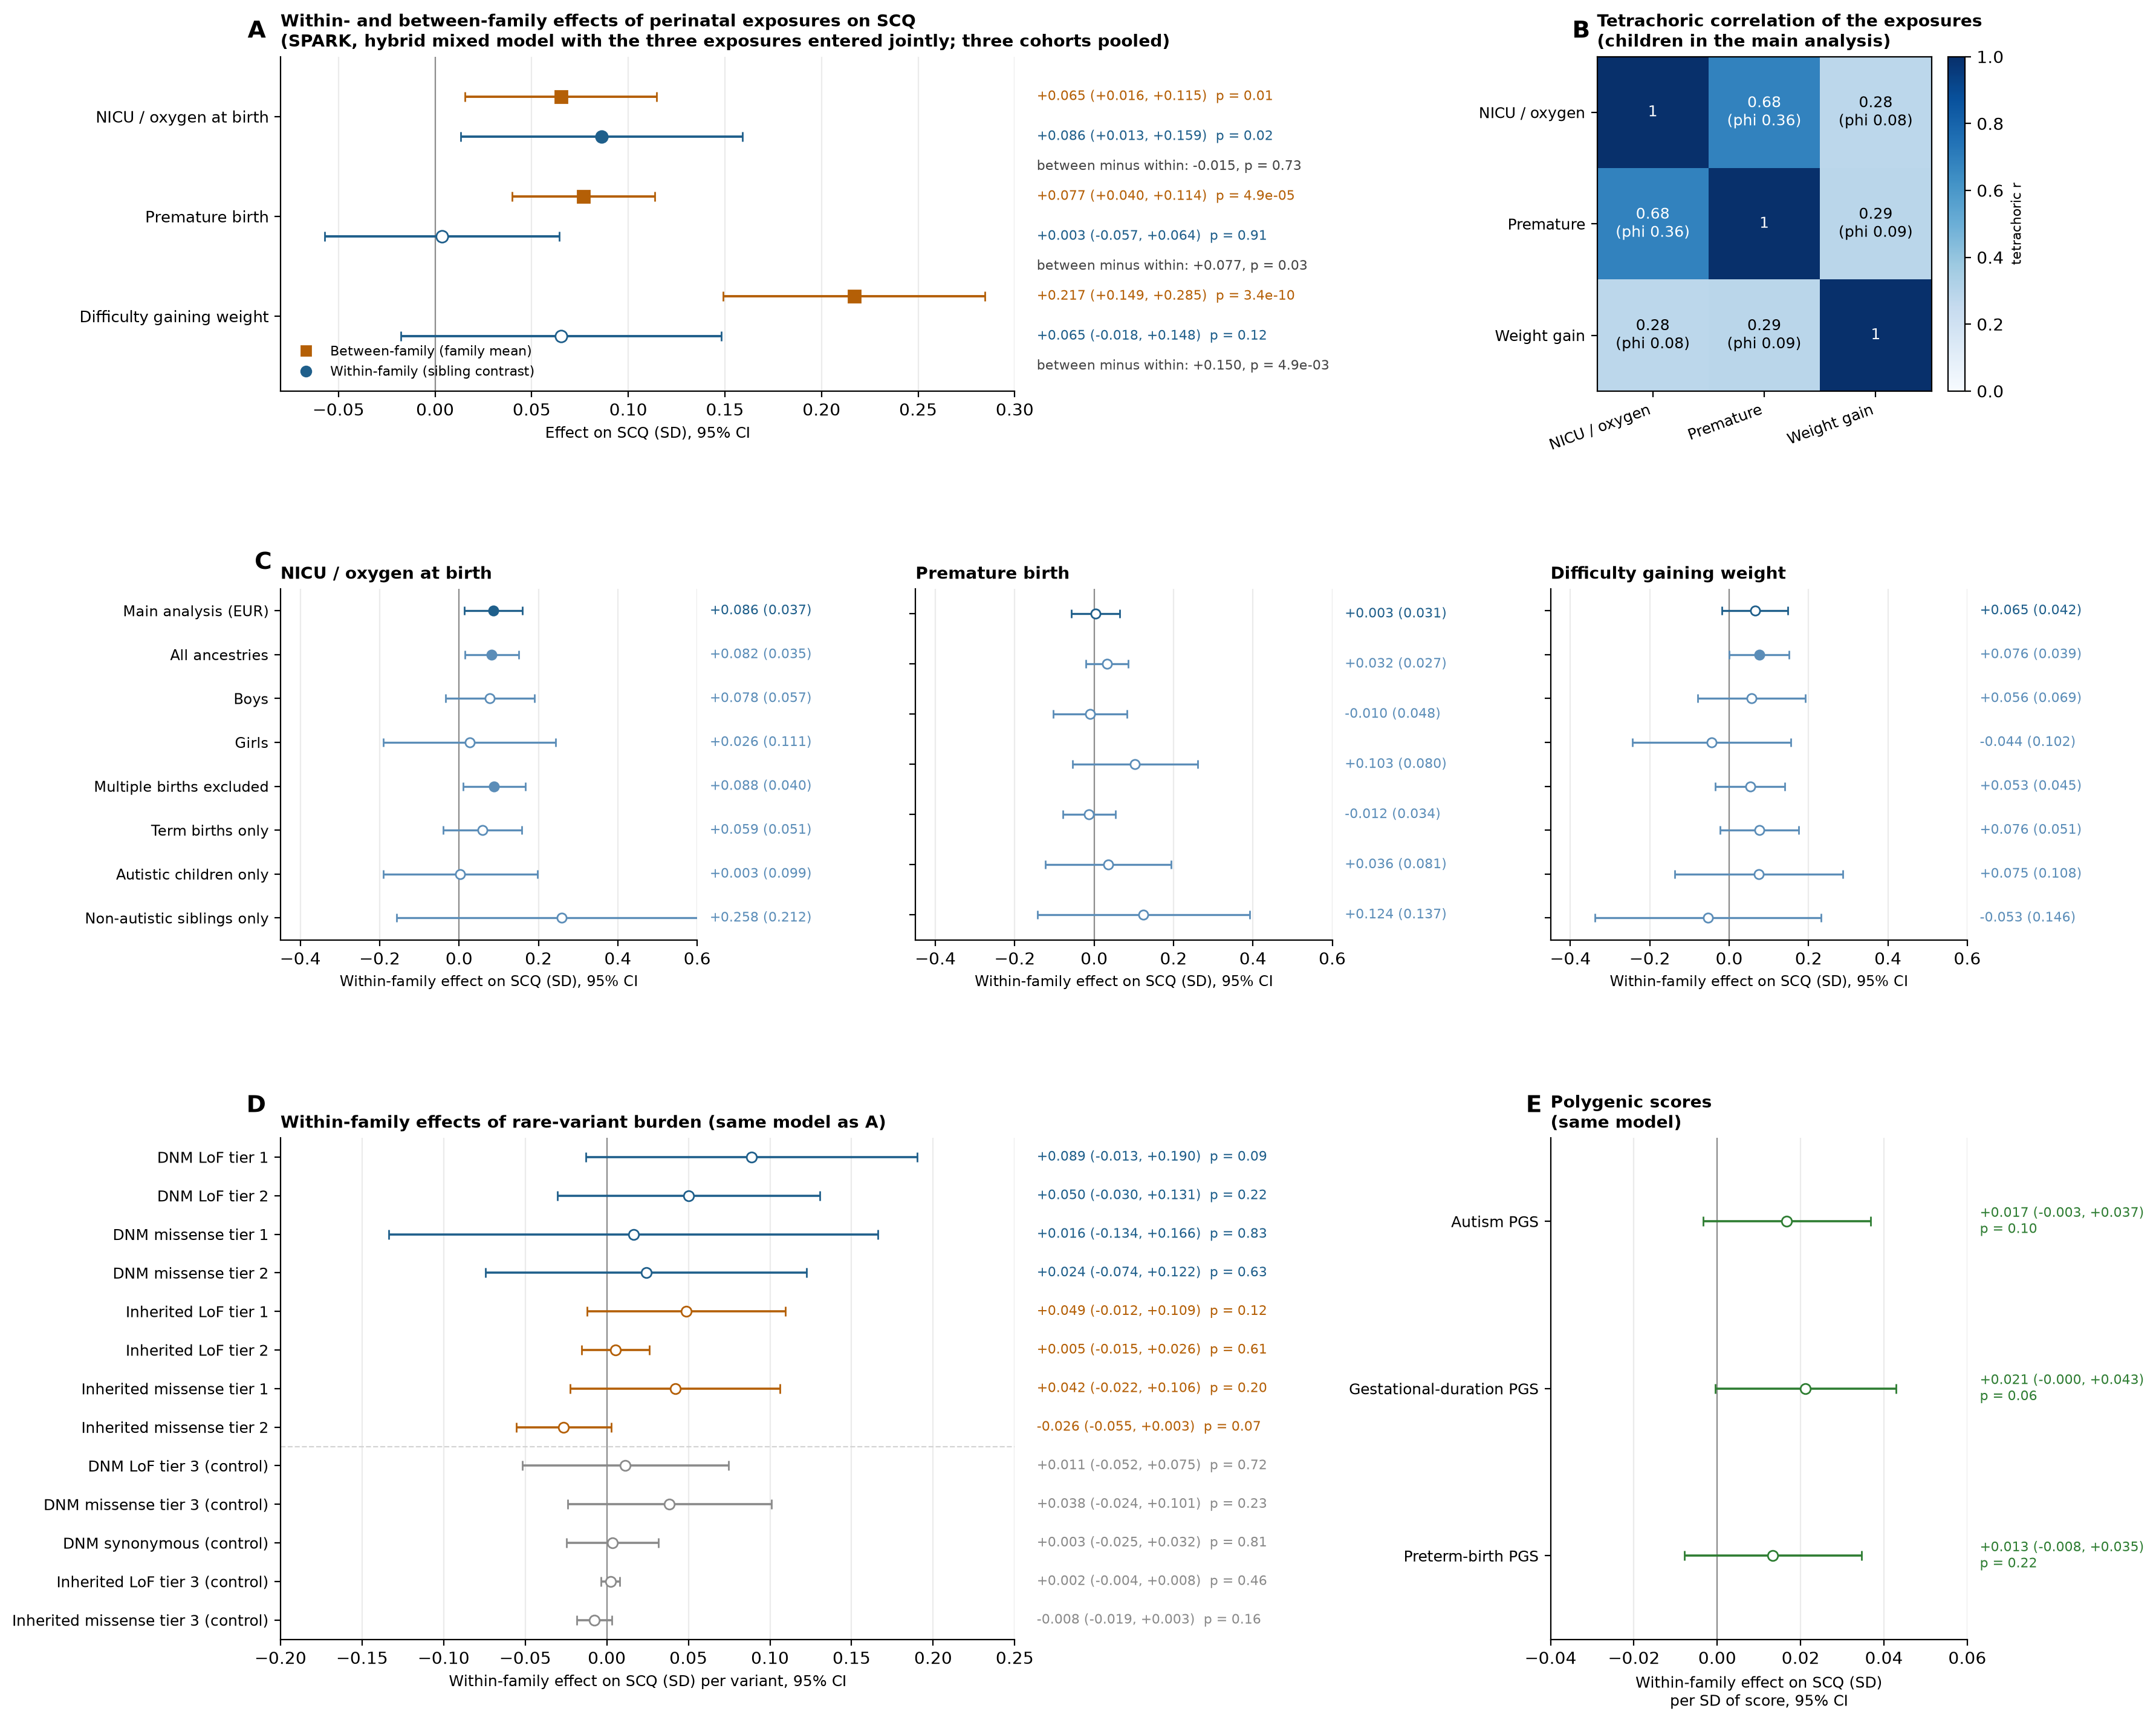 A
Within- and between-family effects of perinatal exposures on SCQ
(SPARK, hybrid mixed model with the three exposures entered jointly; three cohorts pooled)
NICU / oxygen at birth
+0.065 (+0.016, +0.115)  p = 0.01
+0.086 (+0.013, +0.159)  p = 0.02
between minus within: -0.015, p = 0.73
Premature birth
+0.077 (+0.040, +0.114)  p = 4.9e-05
+0.003 (-0.057, +0.064)  p = 0.91
between minus within: +0.077, p = 0.03
Difficulty gaining weight
+0.217 (+0.149, +0.285)  p = 3.4e-10
+0.065 (-0.018, +0.148)  p = 0.12
between minus within: +0.150, p = 4.9e-03
Between-family (family mean)
Within-family (sibling contrast)
−0.05 0.00 0.05 0.10 0.15 0.20 0.25 0.30
Effect on SCQ (SD), 95% CI
B
Tetrachoric correlation of the exposures
(children in the main analysis)
NICU / oxygen
1
0.68
(phi 0.36)
0.28
(phi 0.08)
Premature
0.68
(phi 0.36)
1
0.29
(phi 0.09)
Weight gain
0.28
(phi 0.08)
0.29
(phi 0.09)
1
NICU / oxygen
Premature
Weight gain
1.0
0.8
0.6
0.4
0.2
0.0
tetrachoric r
C
NICU / oxygen at birth
Main analysis (EUR)
+0.086 (0.037)
All ancestries
+0.082 (0.035)
Boys
+0.078 (0.057)
Girls
+0.026 (0.111)
Multiple births excluded
+0.088 (0.040)
Term births only
+0.059 (0.051)
Autistic children only
+0.003 (0.099)
Non-autistic siblings only
+0.258 (0.212)
−0.4 −0.2 0.0 0.2 0.4 0.6
Within-family effect on SCQ (SD), 95% CI
Premature birth
+0.003 (0.031)
+0.032 (0.027)
-0.010 (0.048)
+0.103 (0.080)
-0.012 (0.034)
+0.036 (0.081)
+0.124 (0.137)
−0.4 −0.2 0.0 0.2 0.4 0.6
Within-family effect on SCQ (SD), 95% CI
Difficulty gaining weight
+0.065 (0.042)
+0.076 (0.039)
+0.056 (0.069)
-0.044 (0.102)
+0.053 (0.045)
+0.076 (0.051)
+0.075 (0.108)
-0.053 (0.146)
−0.4 −0.2 0.0 0.2 0.4 0.6
Within-family effect on SCQ (SD), 95% CI
D
Within-family effects of rare-variant burden (same model as A)
DNM LoF tier 1
+0.089 (-0.013, +0.190)  p = 0.09
DNM LoF tier 2
+0.050 (-0.030, +0.131)  p = 0.22
DNM missense tier 1
+0.016 (-0.134, +0.166)  p = 0.83
DNM missense tier 2
+0.024 (-0.074, +0.122)  p = 0.63
Inherited LoF tier 1
+0.049 (-0.012, +0.109)  p = 0.12
Inherited LoF tier 2
+0.005 (-0.015, +0.026)  p = 0.61
Inherited missense tier 1
+0.042 (-0.022, +0.106)  p = 0.20
Inherited missense tier 2
-0.026 (-0.055, +0.003)  p = 0.07
DNM LoF tier 3 (control)
+0.011 (-0.052, +0.075)  p = 0.72
DNM missense tier 3 (control)
+0.038 (-0.024, +0.101)  p = 0.23
DNM synonymous (control)
+0.003 (-0.025, +0.032)  p = 0.81
Inherited LoF tier 3 (control)
+0.002 (-0.004, +0.008)  p = 0.46
Inherited missense tier 3 (control)
-0.008 (-0.019, +0.003)  p = 0.16
−0.20 −0.15 −0.10 −0.05 0.00 0.05 0.10 0.15 0.20 0.25
Within-family effect on SCQ (SD) per variant, 95% CI
E
Polygenic scores
(same model)
Autism PGS
+0.017 (-0.003, +0.037)
p = 0.10
Gestational-duration PGS
+0.021 (-0.000, +0.043)
p = 0.06
Preterm-birth PGS
+0.013 (-0.008, +0.035)
p = 0.22
−0.04 −0.02 0.00 0.02 0.04 0.06
Within-family effect on SCQ (SD)
per SD of score, 95% CI